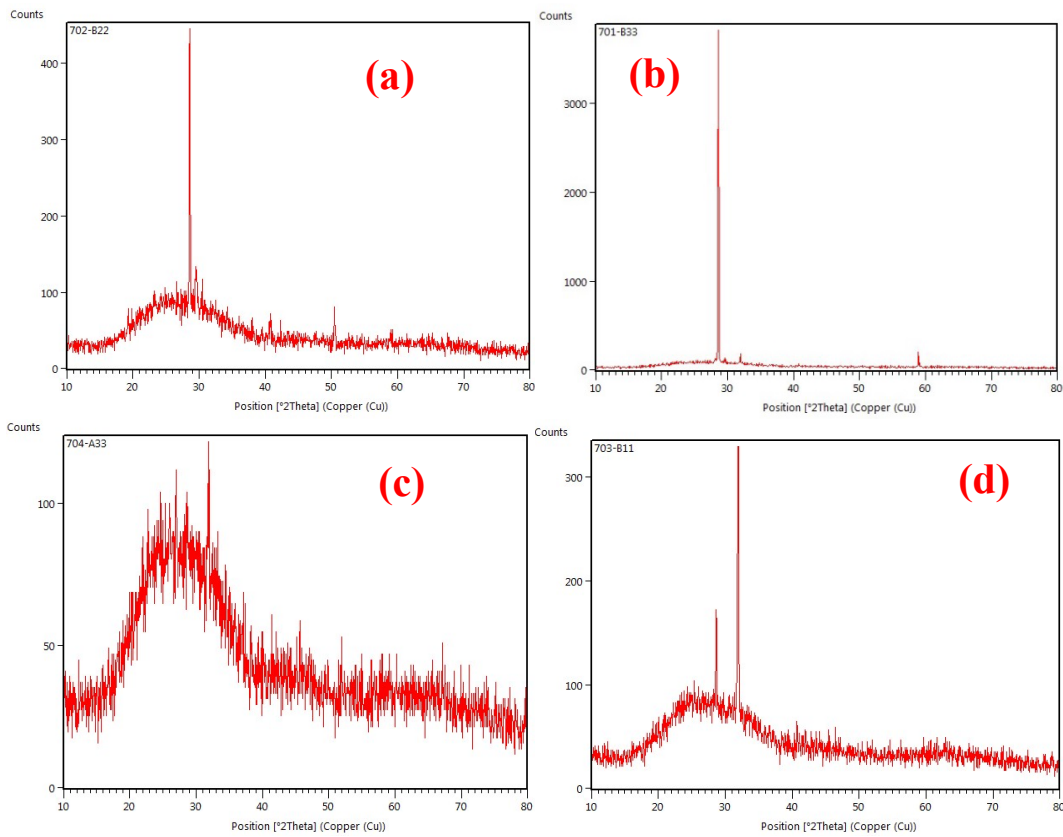 Counts
702-B22
(a)
400
300
200
100
0
10 20 30 40 50 60 70 80
Position [°2Theta] (Copper (Cu))
Counts
701-B33
(b)
3000
2000
1000
0
10 20 30 40 50 60 70 80
Position [°2Theta] (Copper (Cu))
Counts
704-A33
(c)
100
50
0
10 20 30 40 50 60 70 80
Position [°2Theta] (Copper (Cu))
Counts
703-B11
(d)
300
200
100
0
10 20 30 40 50 60 70 80
Position [°2Theta] (Copper (Cu))